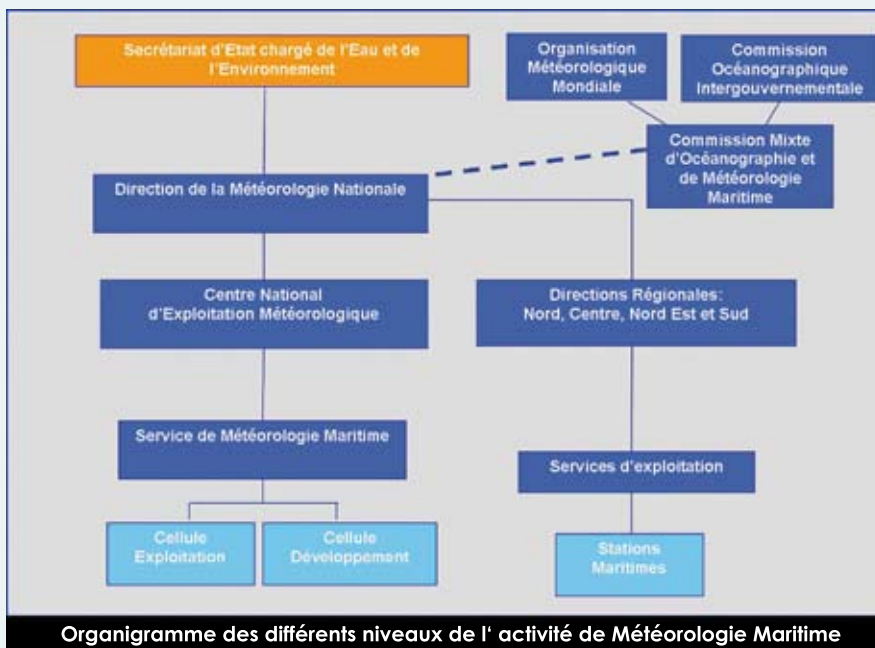 Secrétariat d'Etat chargé de l'Eau et de
l'Environnement
Organisation
Météorologique
Mondiale
Commission
Océanographique
Intergouvernementale
Commission Mixte
d'Océanographie et
de Météorologie
Maritime
Direction de la Météorologie Nationale
Centre National
d'Exploitation Météorologique
Directions Régionales:
Nord, Centre, Nord Est et Sud
Service de Météorologie Maritime
Services d'exploitation
Cellule
Exploitation
Cellule
Développement
Stations
Maritimes
Organigramme des différents niveaux de l' activité de Météorologie Maritime